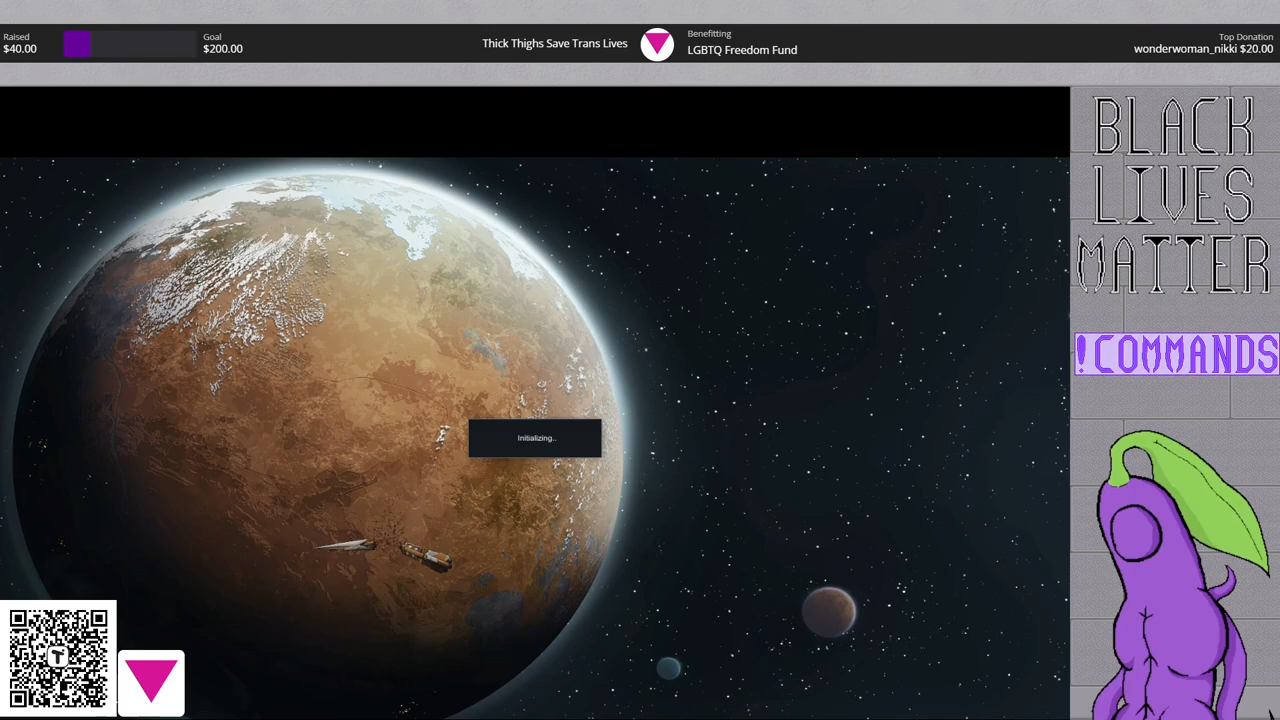 Raised
$40.00
Goal
$200.00
Thick Thighs Save Trans Lives
Benefitting
LGBTQ Freedom Fund
Top Donation
wonderwoman_nikki $20.00
BLACK
LIVES
MATTER
!COMMANDS
Initializing..
T